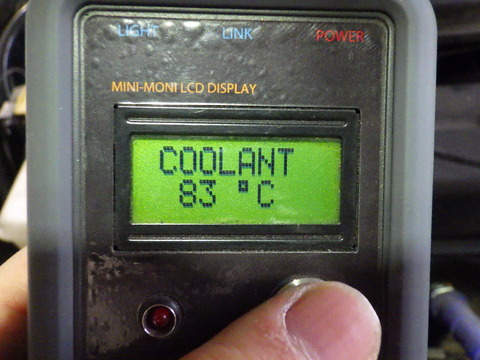 LIGHT LINK POWER
MINI-MONI LCD DISPLAY
COOLANT
83 °C